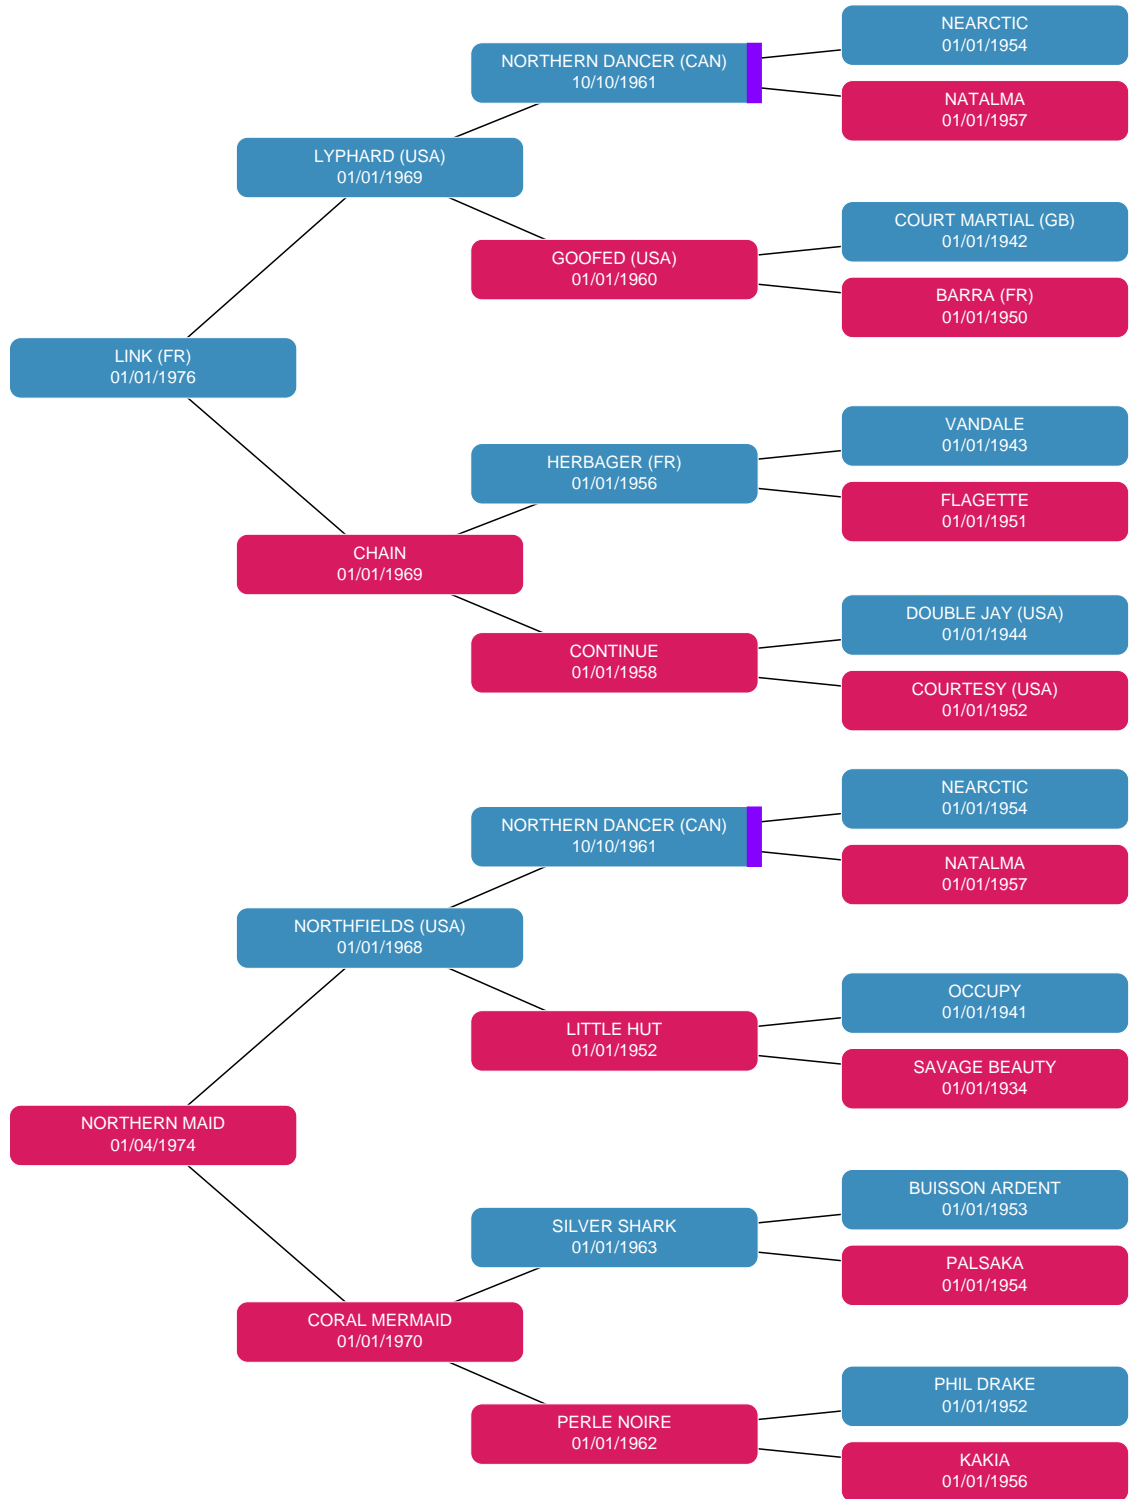 NEARCTIC
01/01/1954
NORTHERN DANCER (CAN)
10/10/1961
NATALMA
01/01/1957
LYPHARD (USA)
01/01/1969
COURT MARTIAL (GB)
01/01/1942
GOOFED (USA)
01/01/1960
BARRA (FR)
01/01/1950
LINK (FR)
01/01/1976
VANDALE
01/01/1943
HERBAGER (FR)
01/01/1956
FLAGETTE
01/01/1951
CHAIN
01/01/1969
DOUBLE JAY (USA)
01/01/1944
CONTINUE
01/01/1958
COURTESY (USA)
01/01/1952
NEARCTIC
01/01/1954
NORTHERN DANCER (CAN)
10/10/1961
NATALMA
01/01/1957
NORTHFIELDS (USA)
01/01/1968
OCCUPY
01/01/1941
LITTLE HUT
01/01/1952
SAVAGE BEAUTY
01/01/1934
NORTHERN MAID
01/04/1974
BUISSON ARDENT
01/01/1953
SILVER SHARK
01/01/1963
PALSAKA
01/01/1954
CORAL MERMAID
01/01/1970
PHIL DRAKE
01/01/1952
PERLE NOIRE
01/01/1962
KAKIA
01/01/1956